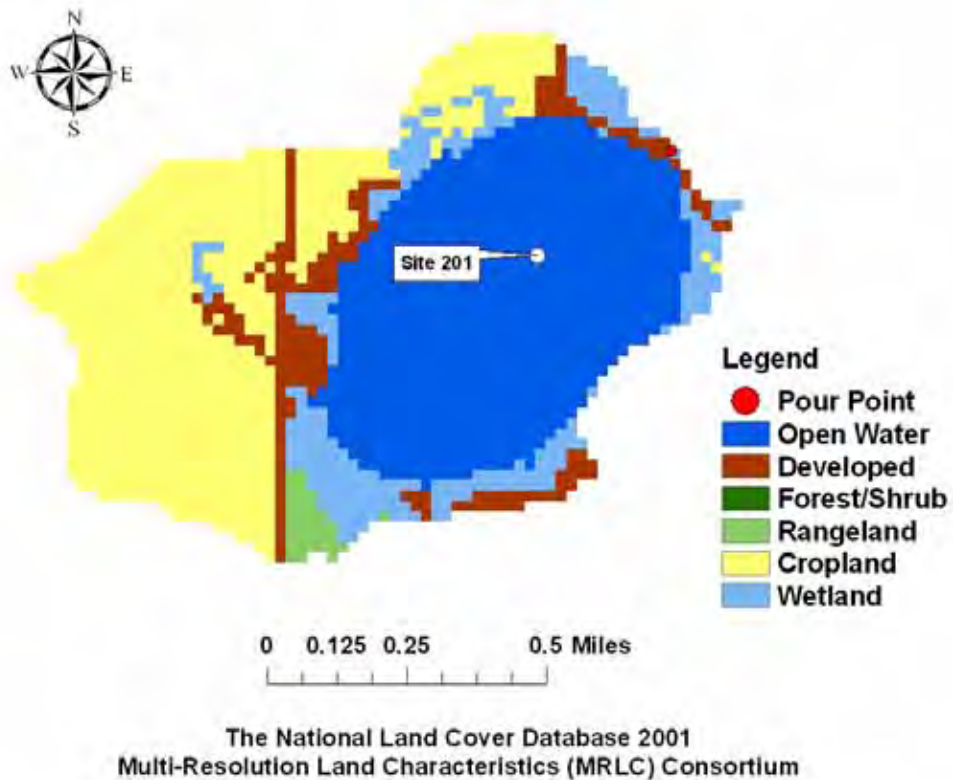 N
W E
S
Site 201
Legend
Pour Point
Open Water
Developed
Forest/Shrub
Rangeland
Cropland
Wetland
0 0.125 0.25 0.5 Miles
The National Land Cover Database 2001
Multi-Resolution Land Characteristics (MRLC) Consortium